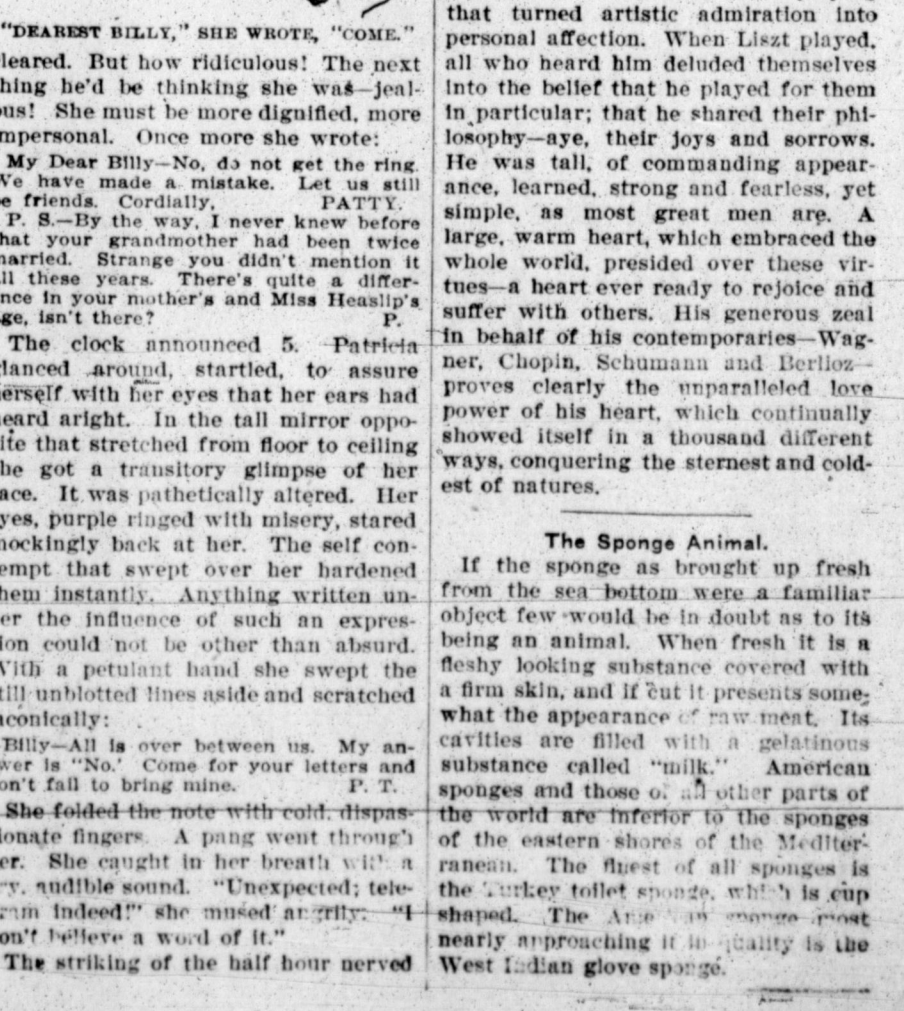 "DEAREST BILLY," SHE WROTE, "COME."
leared. But how ridiculous! The next
hing he'd be thinking she was—jeal-
ous! She must be more dignified, more
mpersonal. Once more she wrote:
My Dear Billy—No, do not get the ring.
We have made a mistake. Let us still
e friends. Cordially, PATTY.
P. S.—By the way, I never knew before
hat your grandmother had been twice
married. Strange you didn't mention it
ll these years. There's quite a differ-
nce in your mother's and Miss Heaslip's
ge, isn't there? P.
The clock announced 5. Patricia
lanced around, startled, to assure
erself with her eyes that her ears had
eard aright. In the tall mirror oppo-
ite that stretched from floor to ceiling
he got a transitory glimpse of her
ace. It was pathetically altered. Her
yes, purple ringed with misery, stared
mockingly back at her. The self con-
empt that swept over her hardened
hem instantly. Anything written un-
er the influence of such an expres-
ion could not be other than absurd.
With a petulant hand she swept the
till unblotted lines aside and scratched
aconically:
Billy—All is over between us. My an-
wer is "No.' Come for your letters and
on't fail to bring mine. P. T.
She folded the note with cold, dispas-
ionate fingers. A pang went through
er. She caught in her breath with a
ry, audible sound. "Unexpected; tele-
ram indeed!" she mused angrily. "I
on't believe a word of it."
The striking of the half hour nerved
that turned artistic admiration into
personal affection. When Liszt played,
all who heard him deluded themselves
into the belief that he played for them
in particular; that he shared their phi-
losophy—aye, their joys and sorrows.
He was tall, of commanding appear-
ance, learned, strong and fearless, yet
simple, as most great men are. A
large, warm heart, which embraced the
whole world, presided over these vir-
tues—a heart ever ready to rejoice and
suffer with others. His generous zeal
in behalf of his contemporaries—Wag-
ner, Chopin, Schumann and Berlioz—
proves clearly the unparalleled love
power of his heart, which continually
showed itself in a thousand different
ways, conquering the sternest and cold-
est of natures.
The Sponge Animal.
If the sponge as brought up fresh
from the sea bottom were a familiar
object few would be in doubt as to its
being an animal. When fresh it is a
fleshy looking substance covered with
a firm skin, and if cut it presents some-
what the appearance of raw meat. Its
cavities are filled with a gelatinous
substance called "milk." American
sponges and those of all other parts of
the world are inferior to the sponges
of the eastern shores of the Mediter-
ranean. The finest of all sponges is
the Turkey toilet sponge, which is cup
shaped. The American sponge most
nearly approaching it in quality is the
West Indian glove sponge.